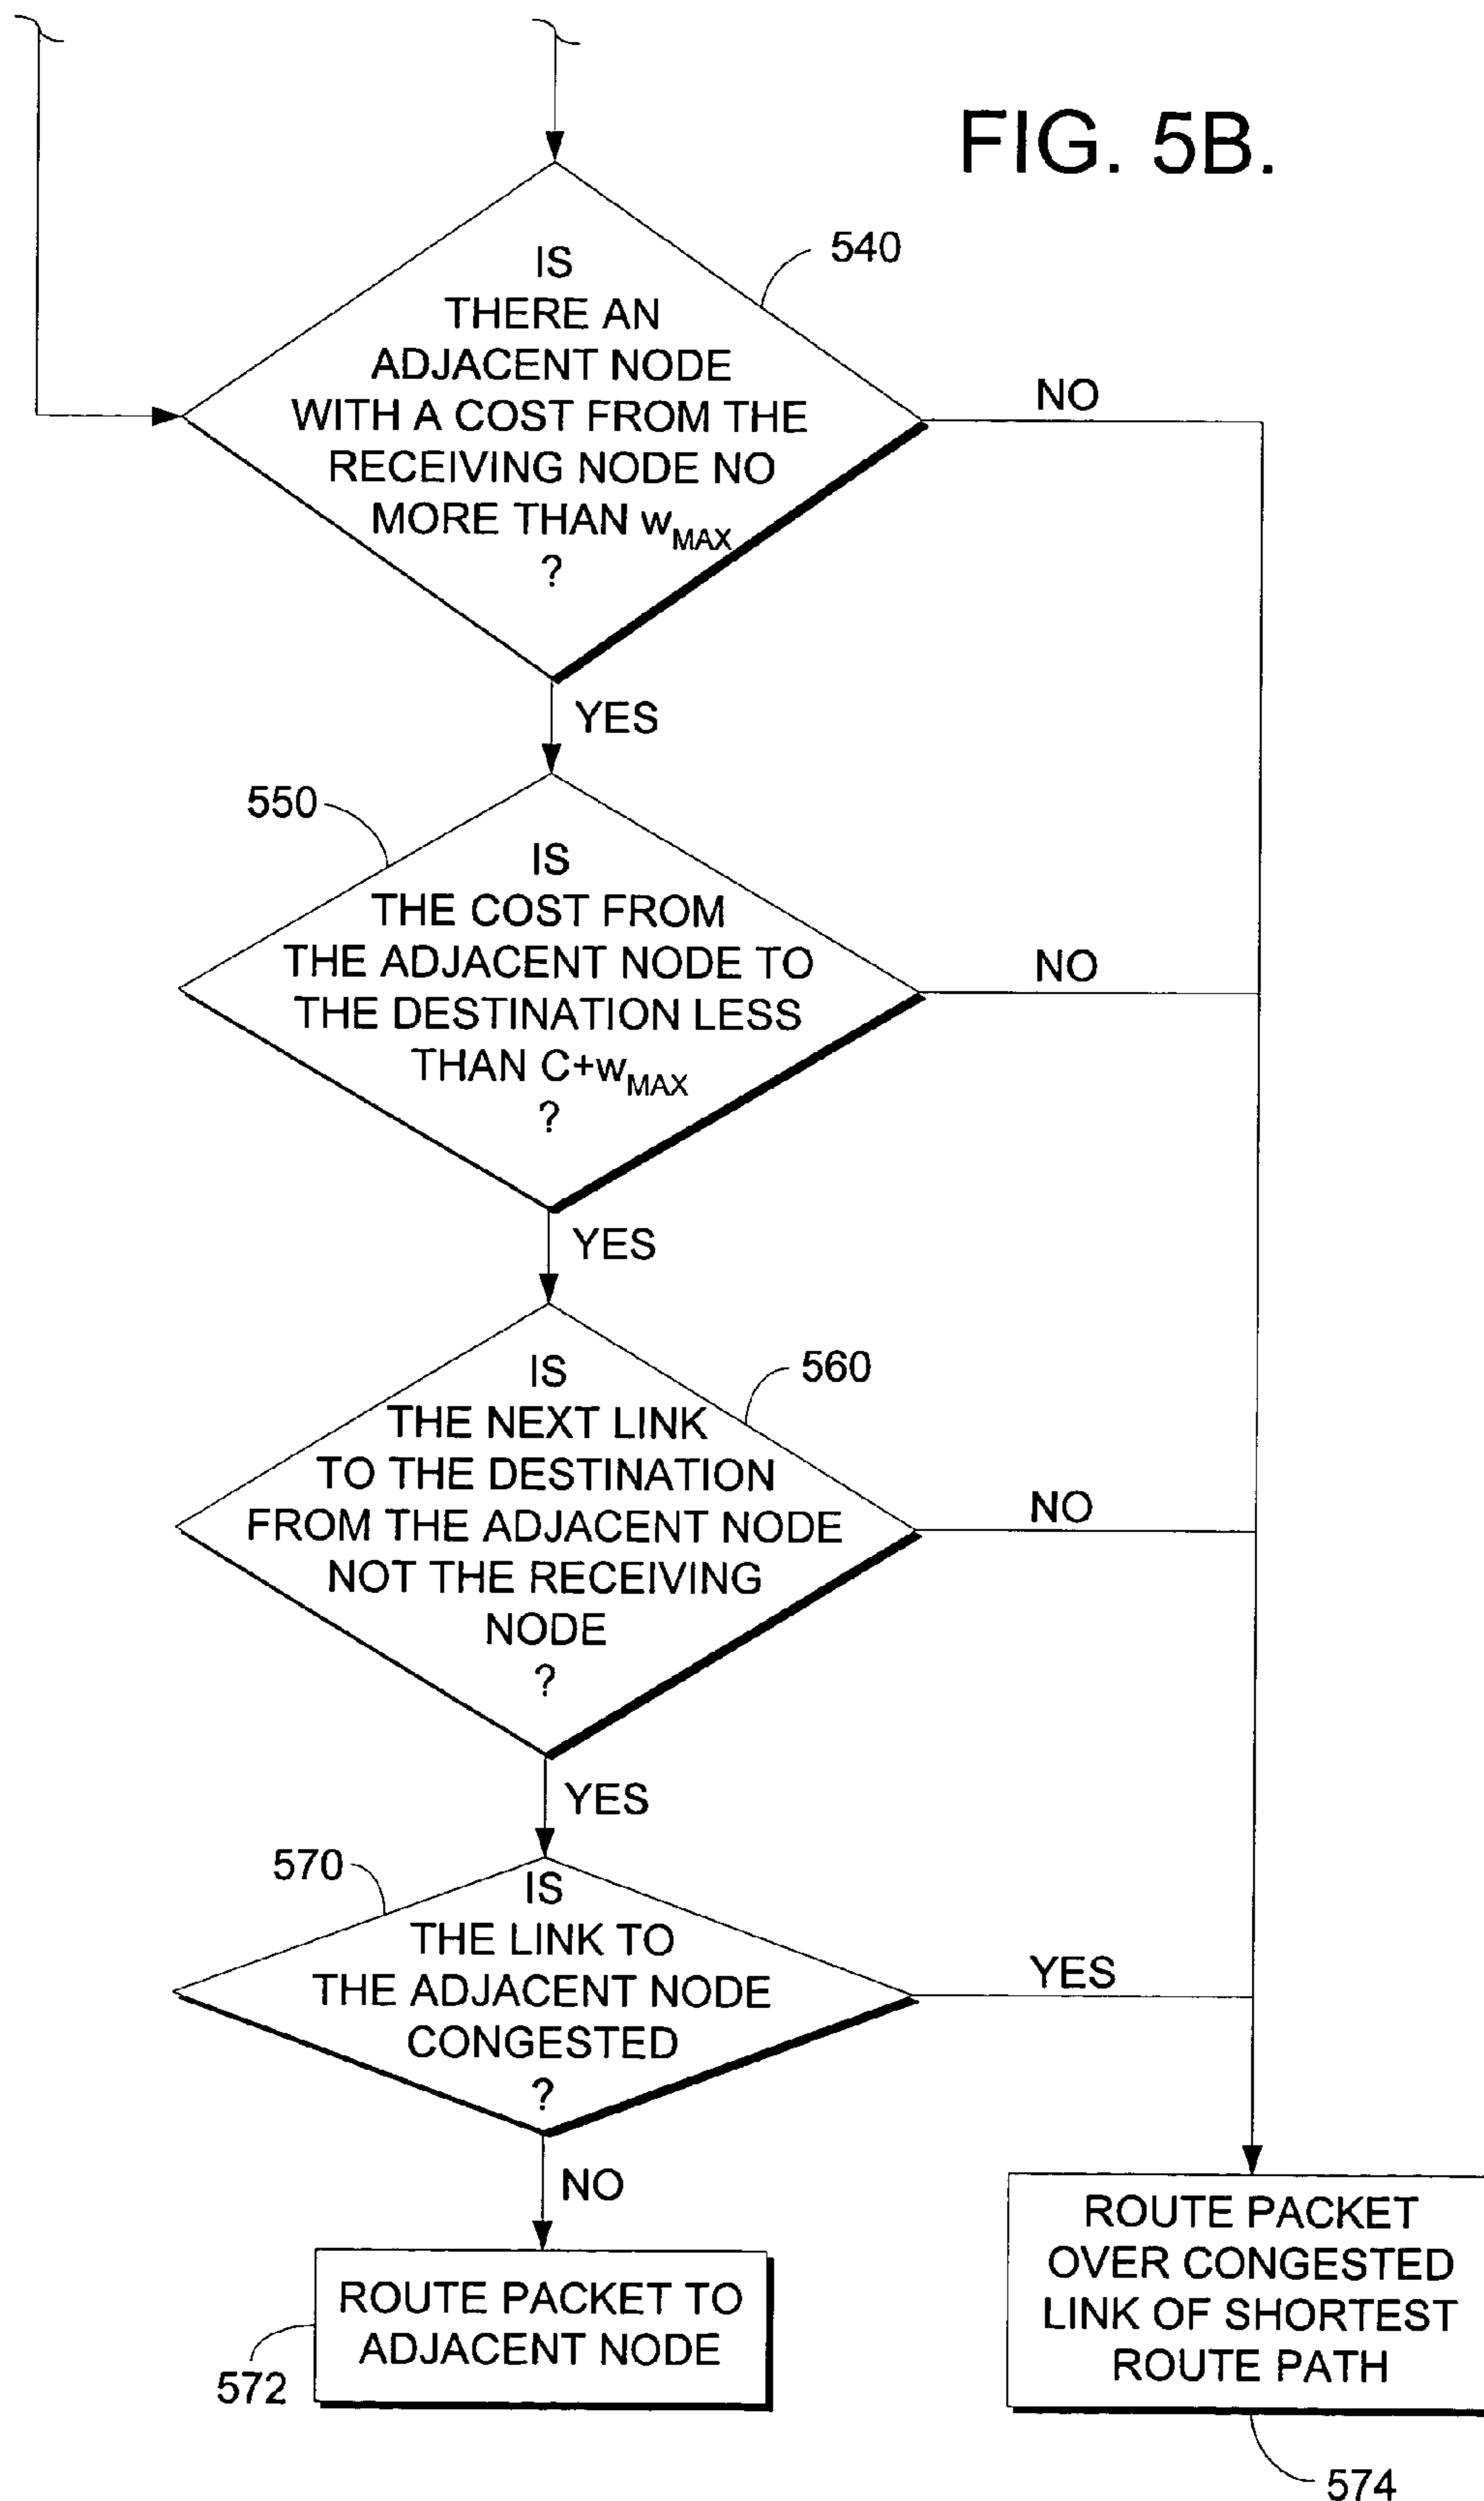 FIG. 5B.
540
IS
THERE AN
ADJACENT NODE
WITH A COST FROM THE
RECEIVING NODE NO
MORE THAN wMAX
?
NO
YES
550
IS
THE COST FROM
THE ADJACENT NODE TO
THE DESTINATION LESS
THAN C+wMAX
?
NO
YES
560
IS
THE NEXT LINK
TO THE DESTINATION
FROM THE ADJACENT NODE
NOT THE RECEIVING
NODE
?
NO
YES
570
IS
THE LINK TO
THE ADJACENT NODE
CONGESTED
?
YES
NO
ROUTE PACKET TO
ADJACENT NODE
572
ROUTE PACKET
OVER CONGESTED
LINK OF SHORTEST
ROUTE PATH
574